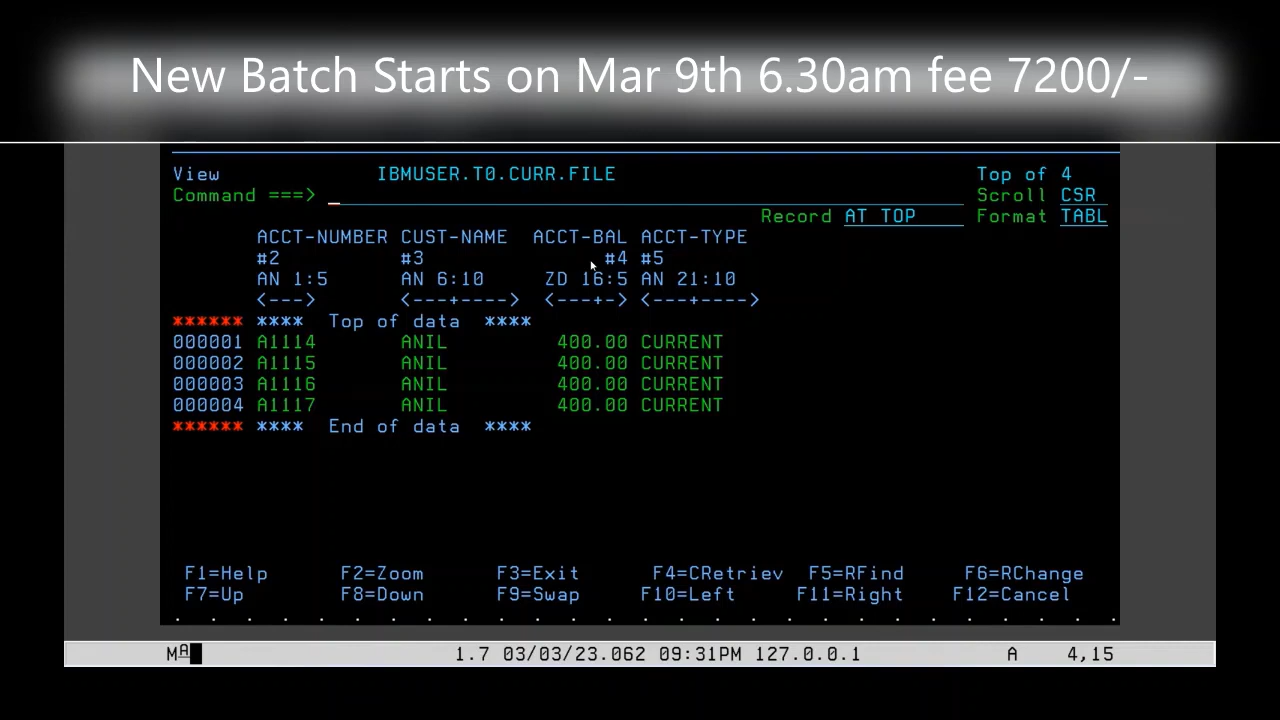 New Batch Starts on Mar 9th 6.30am fee 7200/-
View IBMUSER.T0.CURR.FILE Top of 4
Command ===> _ Scroll CSR
Record AT TOP Format TABL
ACCT-NUMBER CUST-NAME ACCT-BAL ACCT-TYPE
#2 #3 #4 #5
AN 1:5 AN 6:10 ZD 16:5 AN 21:10
<---> <---+----> <---+-> <---+---->
****** **** Top of data ****
000001 A1114 ANIL 400.00 CURRENT
000002 A1115 ANIL 400.00 CURRENT
000003 A1116 ANIL 400.00 CURRENT
000004 A1117 ANIL 400.00 CURRENT
****** **** End of data ****
F1=Help F2=Zoom F3=Exit F4=CRetriev F5=RFind F6=RChange
F7=Up F8=Down F9=Swap F10=Left F11=Right F12=Cancel
. . . . . . . . . . . . . . . . . . . . . . . . . . .
MA 1.7 03/03/23.062 09:31PM 127.0.0.1 A 4,15